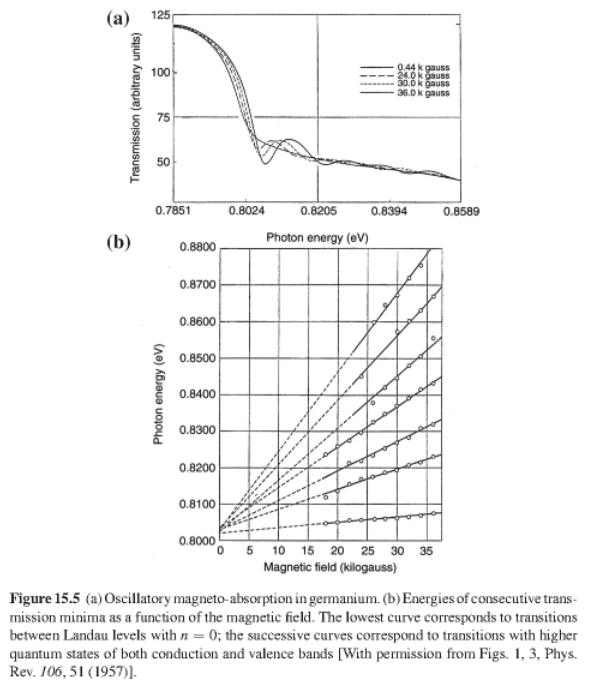 (a)
Transmission (arbitrary units)
125
100
75
50
0.44 k gauss
24.0 k gauss
30.0 k gauss
36.0 k gauss
0.7851 0.8024 0.8205 0.8394 0.8589
Photon energy (eV)
(b)
Photon energy (eV)
0.8800
0.8700
0.8600
0.8500
0.8400
0.8300
0.8200
0.8100
0.8000
0 5 10 15 20 25 30 35
Magnetic field (kilogauss)
Figure 15.5 (a) Oscillatory magneto-absorption in germanium. (b) Energies of consecutive trans-
mission minima as a function of the magnetic field. The lowest curve corresponds to transitions
between Landau levels with n = 0; the successive curves correspond to transitions with higher
quantum states of both conduction and valence bands [With permission from Figs. 1, 3, Phys.
Rev. 106, 51 (1957)].